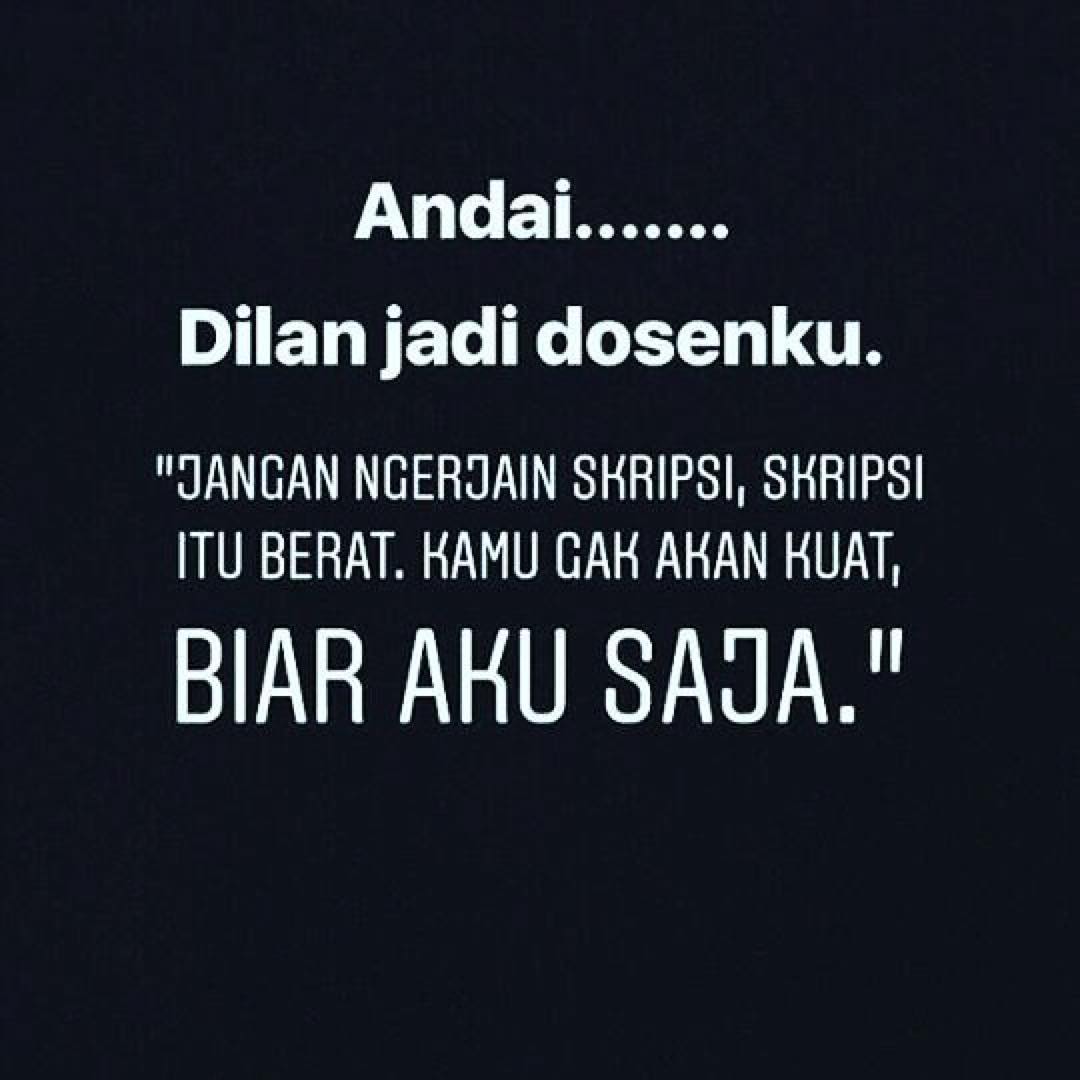 Andai.......
Dilan jadi dosenku.
"JANGAN NGERJAIN SKRIPSI, SKRIPSI
ITU BERAT. KAMU GAK AKAN KUAT,
BIAR AKU SAJA."